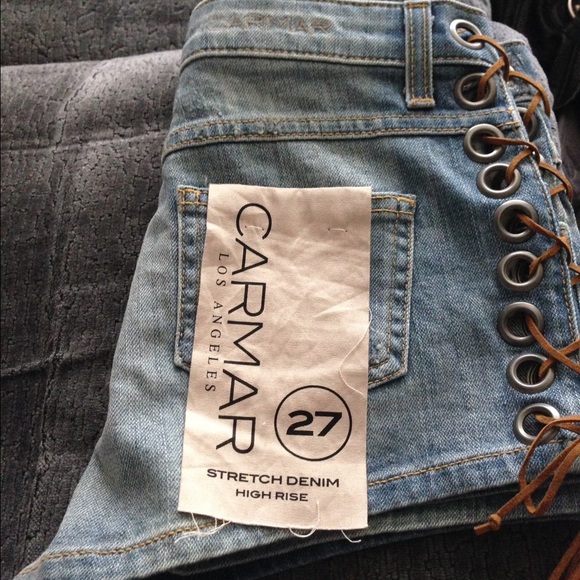 CARMAR
CARMAR
LOS ANGELES
27
STRETCH DENIM
HIGH RISE